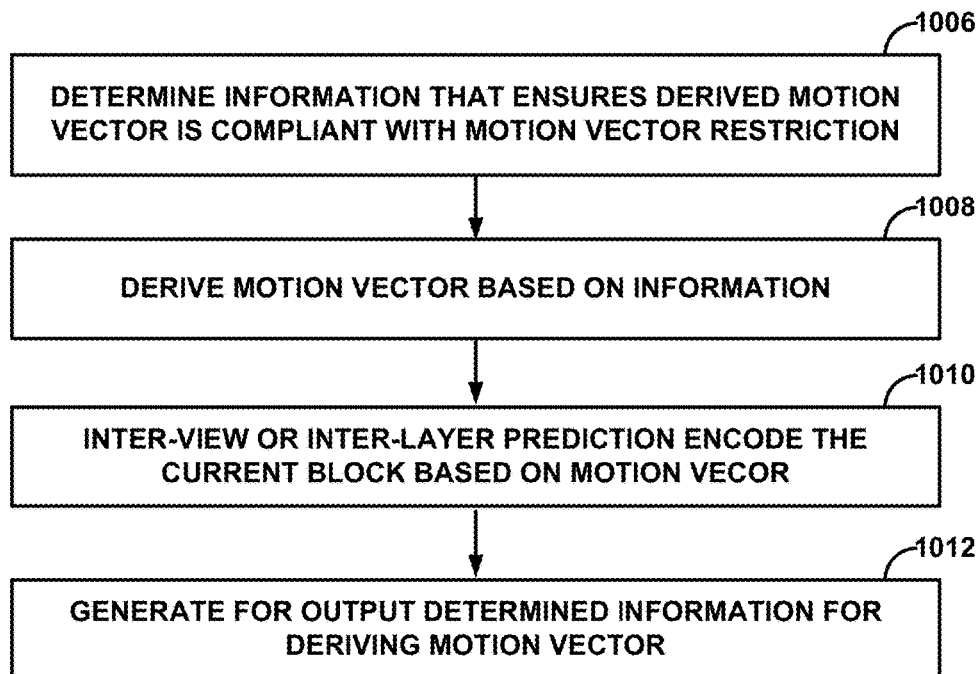 1006
DETERMINE INFORMATION THAT ENSURES DERIVED MOTION
VECTOR IS COMPLIANT WITH MOTION VECTOR RESTRICTION
1008
DERIVE MOTION VECTOR BASED ON INFORMATION
1010
INTER-VIEW OR INTER-LAYER PREDICTION ENCODE THE
CURRENT BLOCK BASED ON MOTION VECOR
1012
GENERATE FOR OUTPUT DETERMINED INFORMATION FOR
DERIVING MOTION VECTOR